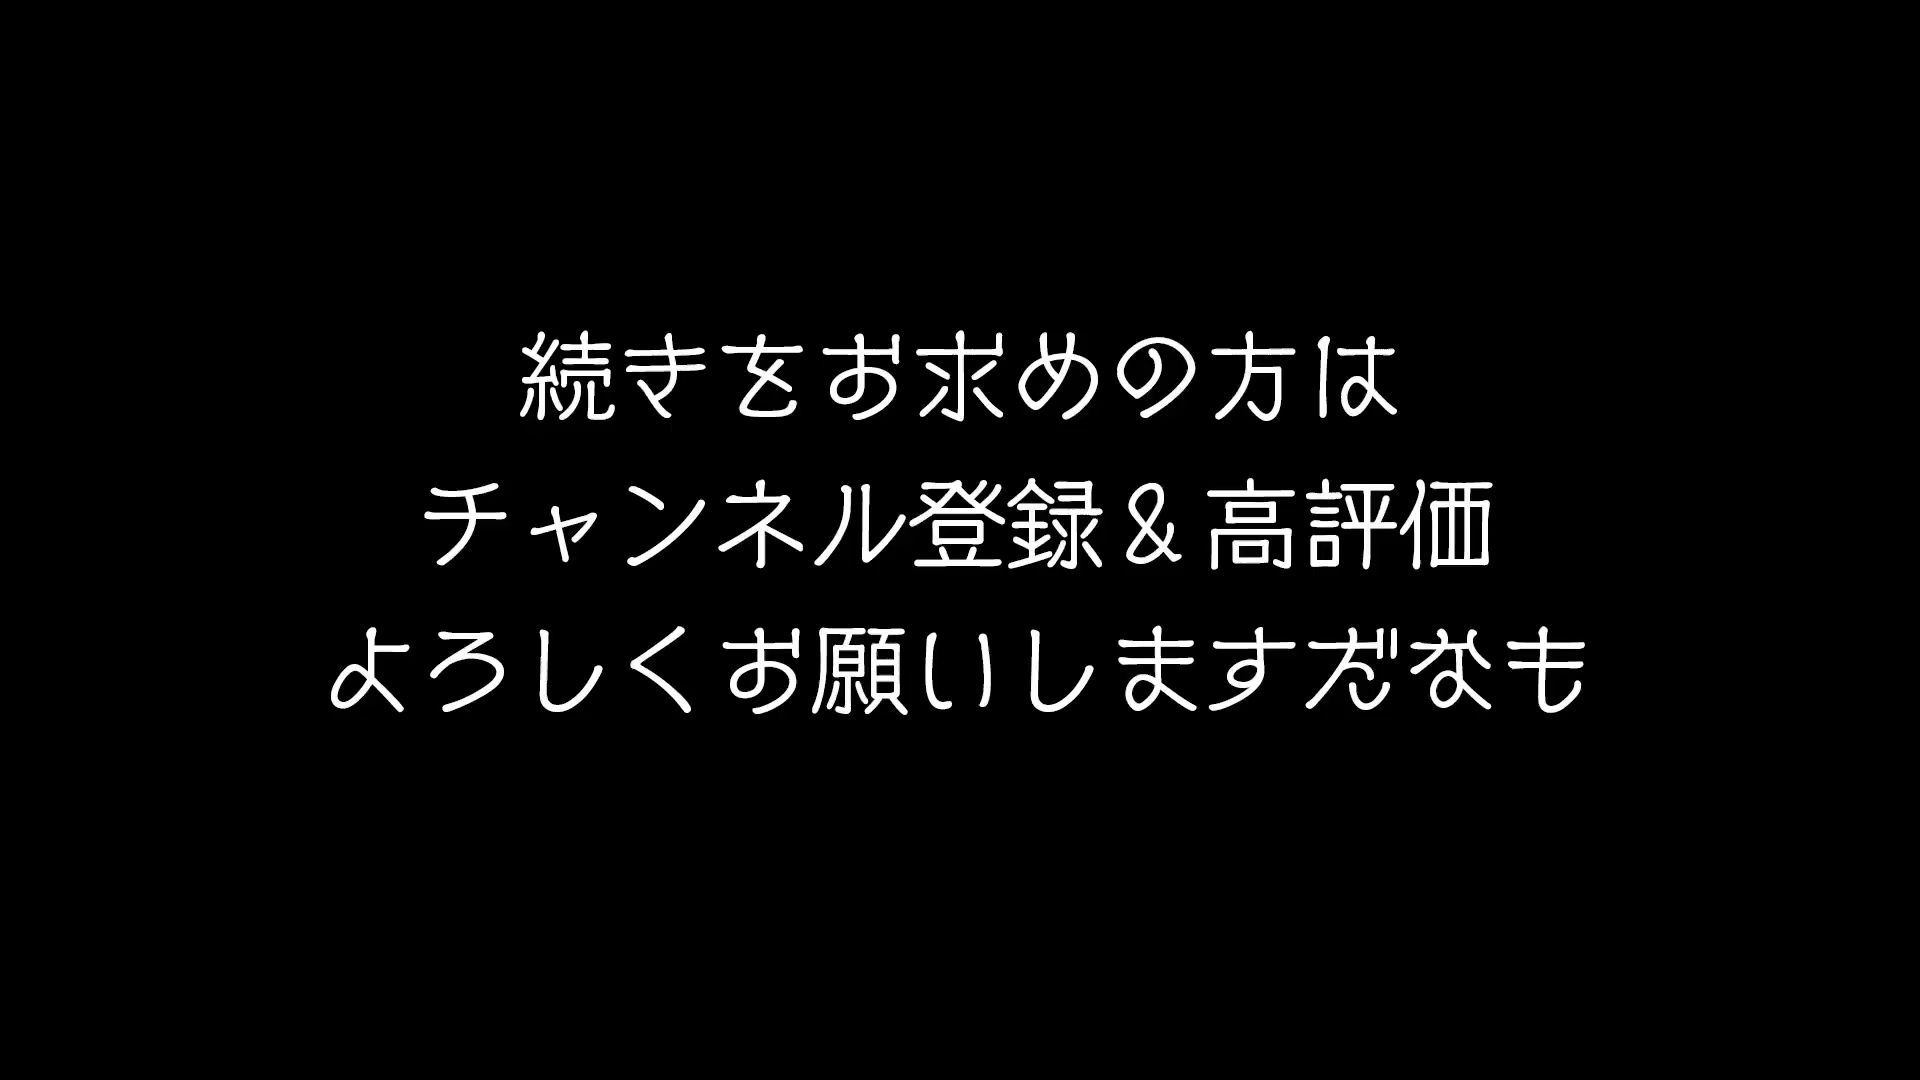 続きをお求めの方は
チャンネル登録＆高評価
よろしくお願いしますだなも